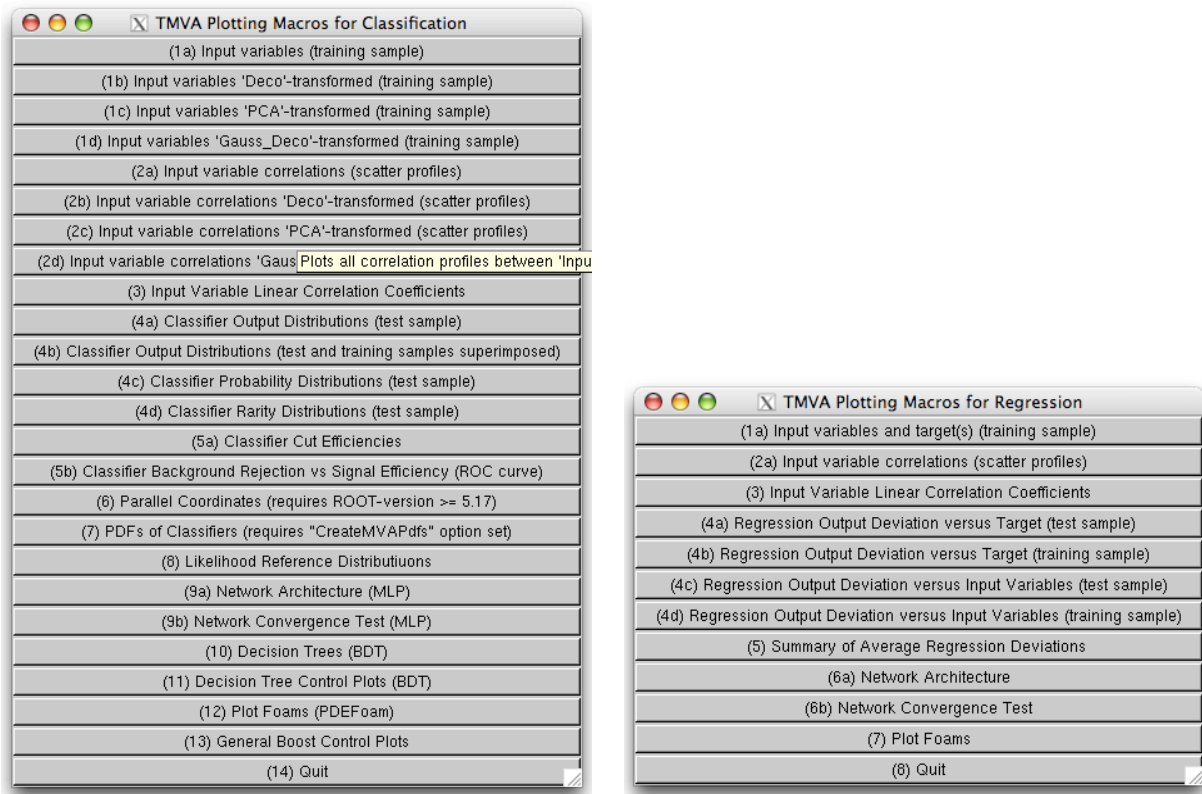 TMVA Plotting Macros for Classification
(1a) Input variables (training sample)
(1b) Input variables 'Deco'-transformed (training sample)
(1c) Input variables 'PCA'-transformed (training sample)
(1d) Input variables 'Gauss_Deco'-transformed (training sample)
(2a) Input variable correlations (scatter profiles)
(2b) Input variable correlations 'Deco'-transformed (scatter profiles)
(2c) Input variable correlations 'PCA'-transformed (scatter profiles)
(2d) Input variable correlations 'Gaus Plots all correlation profiles between 'Inpu
(3) Input Variable Linear Correlation Coefficients
(4a) Classifier Output Distributions (test sample)
(4b) Classifier Output Distributions (test and training samples superimposed)
(4c) Classifier Probability Distributions (test sample)
(4d) Classifier Rarity Distributions (test sample)
(5a) Classifier Cut Efficiencies
(5b) Classifier Background Rejection vs Signal Efficiency (ROC curve)
(6) Parallel Coordinates (requires ROOT-version >= 5.17)
(7) PDFs of Classifiers (requires "CreateMVAPdfs" option set)
(8) Likelihood Reference Distributiuons
(9a) Network Architecture (MLP)
(9b) Network Convergence Test (MLP)
(10) Decision Trees (BDT)
(11) Decision Tree Control Plots (BDT)
(12) Plot Foams (PDEFoam)
(13) General Boost Control Plots
(14) Quit
TMVA Plotting Macros for Regression
(1a) Input variables and target(s) (training sample)
(2a) Input variable correlations (scatter profiles)
(3) Input Variable Linear Correlation Coefficients
(4a) Regression Output Deviation versus Target (test sample)
(4b) Regression Output Deviation versus Target (training sample)
(4c) Regression Output Deviation versus Input Variables (test sample)
(4d) Regression Output Deviation versus Input Variables (training sample)
(5) Summary of Average Regression Deviations
(6a) Network Architecture
(6b) Network Convergence Test
(7) Plot Foams
(8) Quit